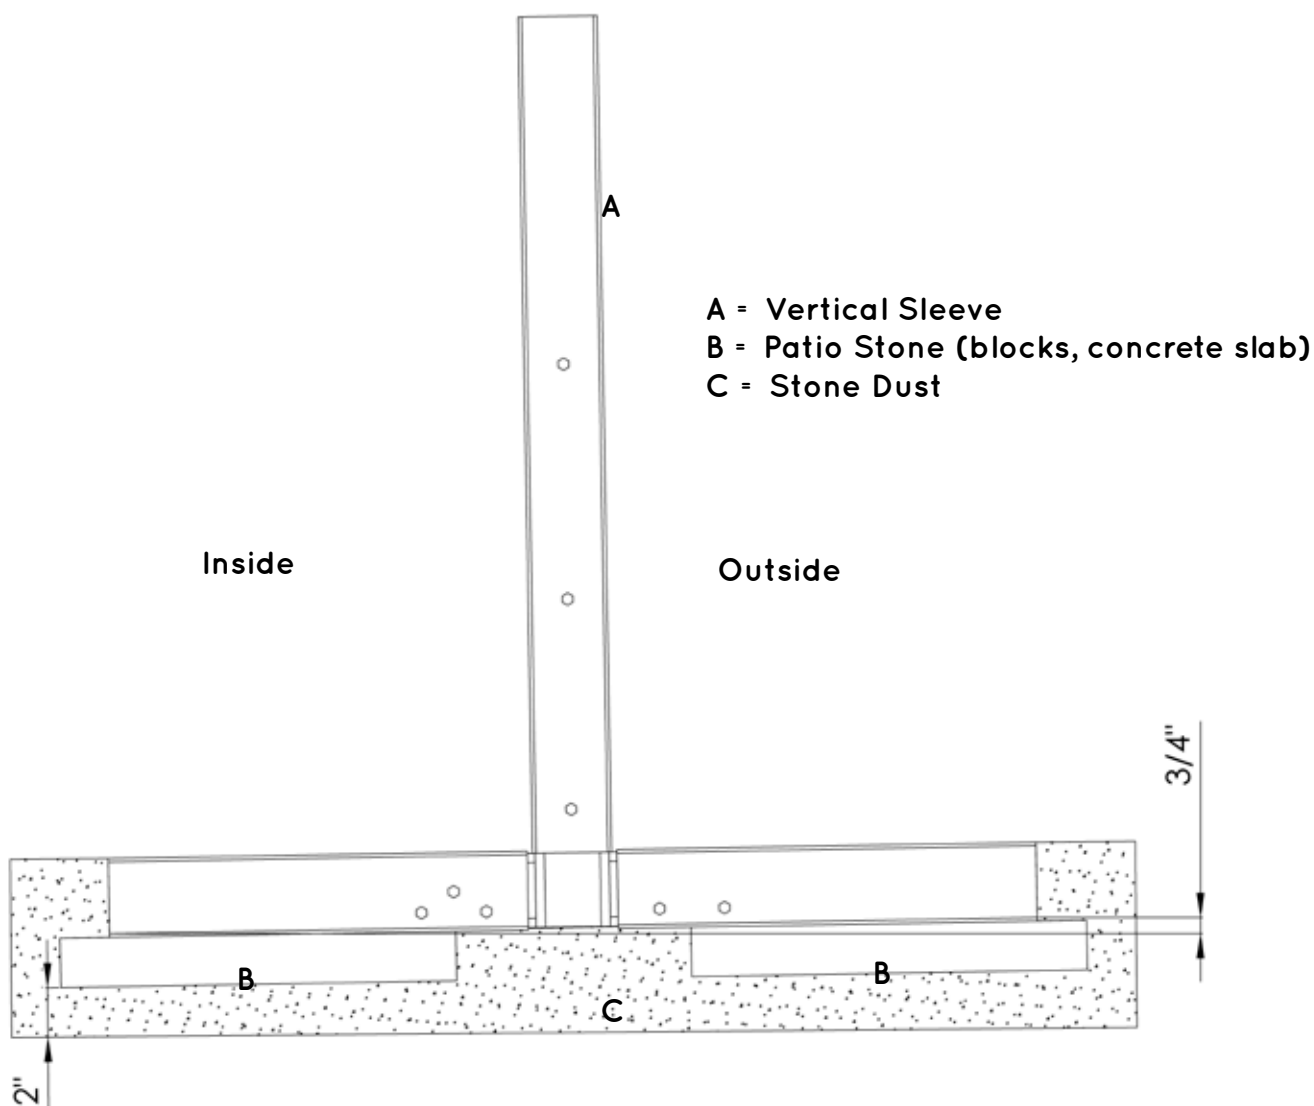 A
A = Vertical Sleeve
B = Patio Stone (blocks, concrete slab)
C = Stone Dust
Inside
Outside
3/4"
B
B
C
2"